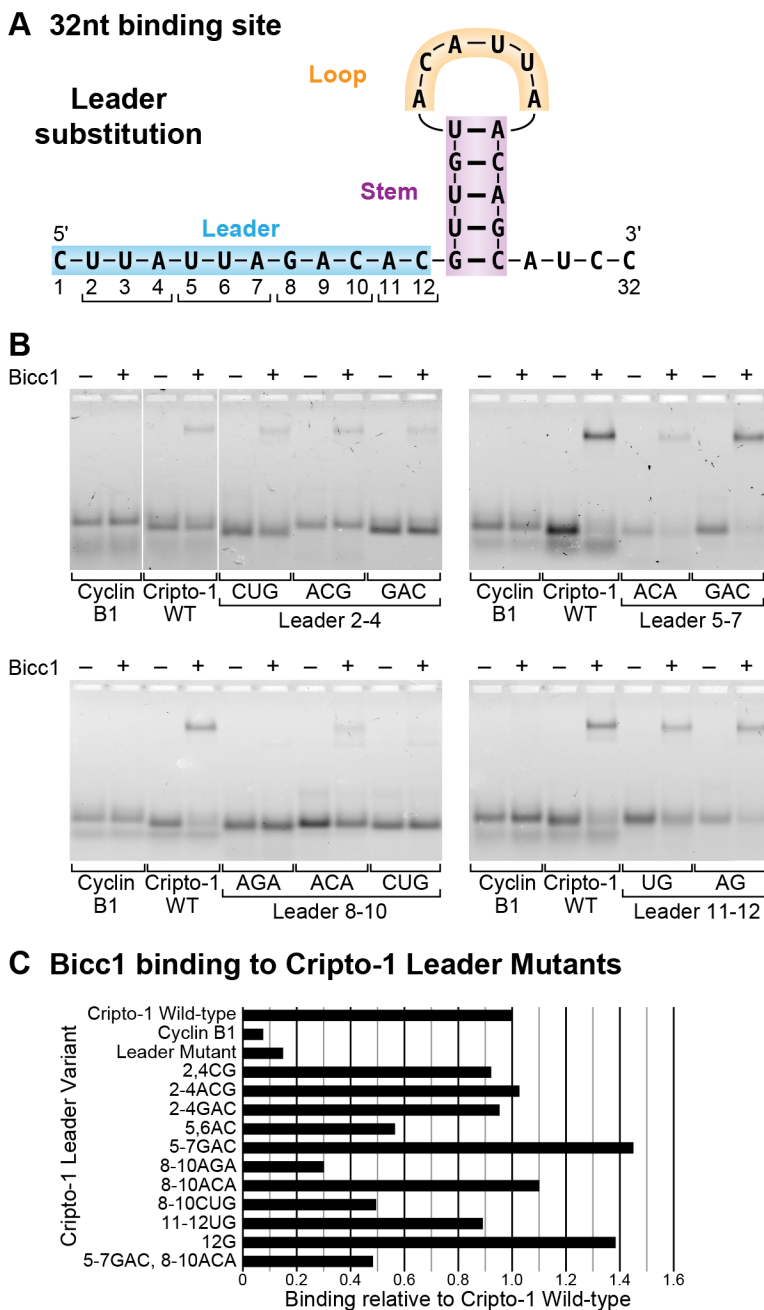 A 32nt binding site
Leader
substitution
Loop
A C A U U A
U A
G C
U A
U G
Stem
Leader
5' 3'
C U U A U U A G A C A C G C A U C C
1 2 3 4 5 6 7 8 9 10 11 12 32
B
Bicc1 – + – + – + – + – + – + – + – + – +
Cyclin B1 Cripto-1 WT CUG ACG GAC
Leader 2-4
Cyclin B1 Cripto-1 WT ACA GAC
Leader 5-7
Bicc1 – + – + – + – + – + – + – + – + – +
Cyclin B1 Cripto-1 WT AGA ACA CUG
Leader 8-10
Cyclin B1 Cripto-1 WT UG AG
Leader 11-12
C Bicc1 binding to Cripto-1 Leader Mutants
Cripto-1 Leader Variant
Cripto-1 Wild-type
Cyclin B1
Leader Mutant
2,4CG
2-4ACG
2-4GAC
5,6AC
5-7GAC
8-10AGA
8-10ACA
8-10CUG
11-12UG
12G
5-7GAC, 8-10ACA
0 0.2 0.4 0.6 0.8 1.0 1.2 1.4 1.6
Binding relative to Cripto-1 Wild-type